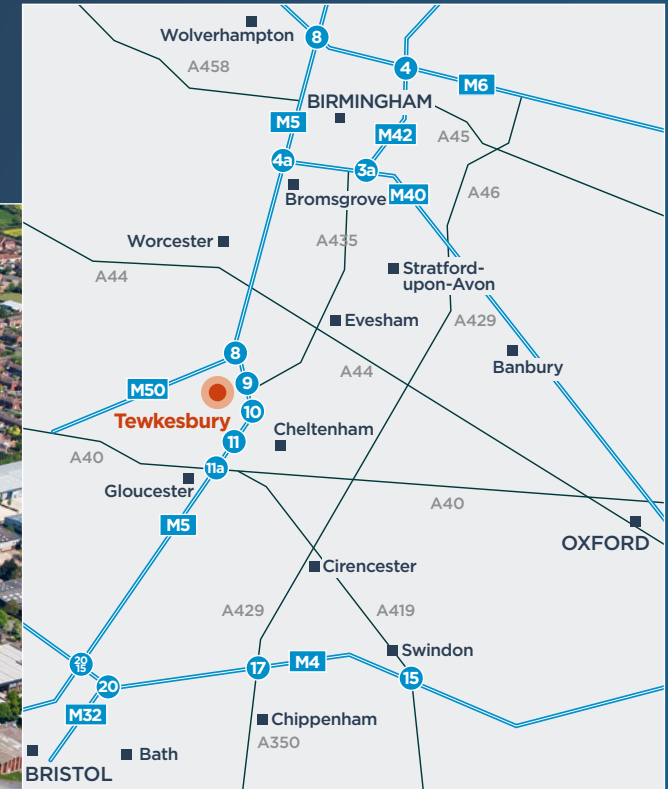 Wolverhampton
8
A458
4
M6
BIRMINGHAM
M5
M42
A45
4a
3a
Bromsgrove
M40
A46
Worcester
A435
A44
Stratford-
upon-Avon
Evesham
A429
8
Banbury
M50
9
A44
10
Tewkesbury
Cheltenham
11
A40
11a
Gloucester
A40
M5
OXFORD
Cirencester
A429
A419
Swindon
20
15
17
M4
20
15
M32
Chippenham
A350
Bath
BRISTOL